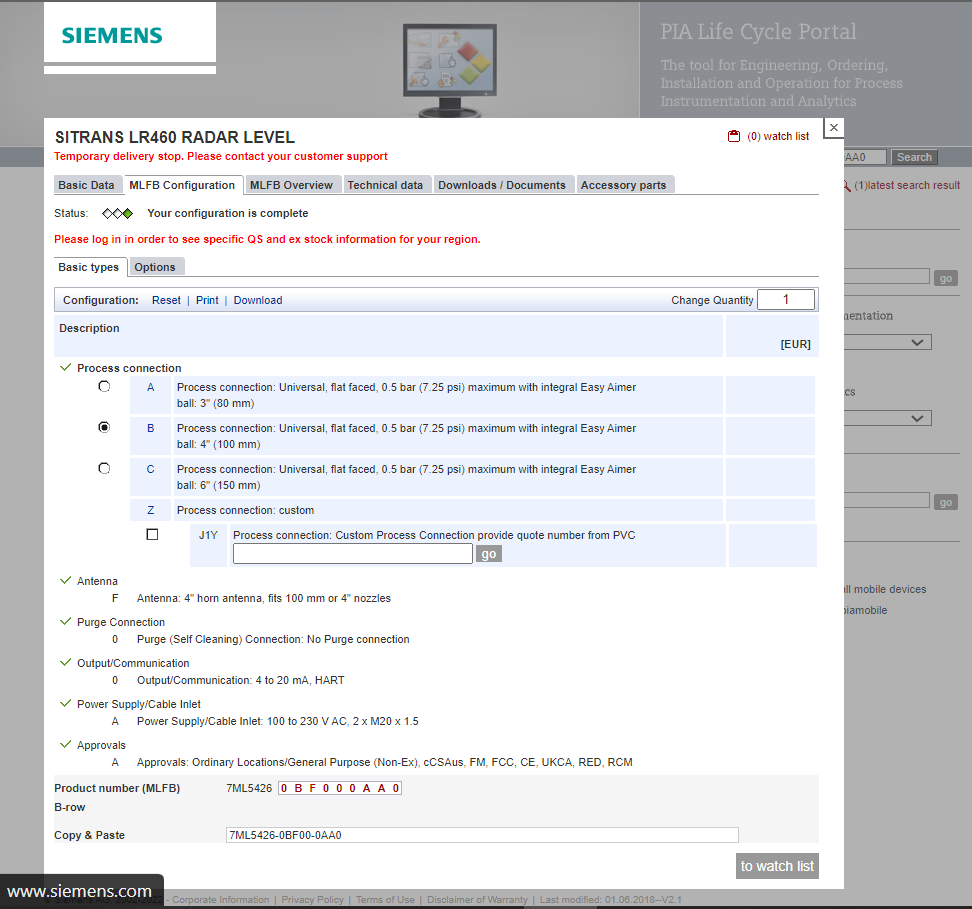 SIEMENS
PIA Life Cycle Portal
The tool for Engineering, Ordering,
Installation and Operation for Process
Instrumentation and Analytics
SITRANS LR460 RADAR LEVEL
(0) watch list
Temporary delivery stop. Please contact your customer support
AA0
Search
(1)latest search result
Basic Data
MLFB Configuration
MLFB Overview
Technical data
Downloads / Documents
Accessory parts
Status:
Your configuration is complete
Please log in in order to see specific QS and ex stock information for your region.
Basic types
Options
go
Configuration: Reset | Print | Download
Change Quantity 1
mentation
Description
[EUR]
Process connection
A Process connection: Universal, flat faced, 0.5 bar (7.25 psi) maximum with integral Easy Aimer
ball: 3" (80 mm)
cs
B Process connection: Universal, flat faced, 0.5 bar (7.25 psi) maximum with integral Easy Aimer
ball: 4" (100 mm)
C Process connection: Universal, flat faced, 0.5 bar (7.25 psi) maximum with integral Easy Aimer
ball: 6" (150 mm)
go
Z Process connection: custom
J1Y Process connection: Custom Process Connection provide quote number from PVC
go
Antenna
F Antenna: 4" horn antenna, fits 100 mm or 4" nozzles
all mobile devices
piamobile
Purge Connection
0 Purge (Self Cleaning) Connection: No Purge connection
Output/Communication
0 Output/Communication: 4 to 20 mA, HART
Power Supply/Cable Inlet
A Power Supply/Cable Inlet: 100 to 230 V AC, 2 x M20 x 1.5
Approvals
A Approvals: Ordinary Locations/General Purpose (Non-Ex), cCSAus, FM, FCC, CE, UKCA, RED, RCM
Product number (MLFB) 7ML5426 0 B F 0 0 0 A A 0
B-row
Copy & Paste 7ML5426-0BF00-0AA0
to watch list
www.siemens.com
- Corporate Information | Privacy Policy | Terms of Use | Disclaimer of Warranty | Last modified: 01.06.2018--V2.1